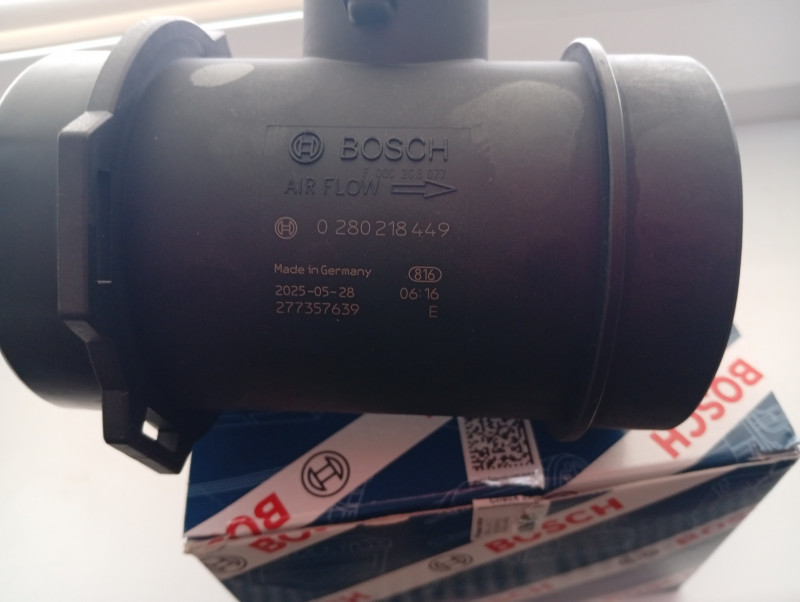 BOSCH
AIR FLOW
0 280 218 449
Made in Germany 816
2025-05-28 06:16
277357639 E
BOSCH
BOSCH